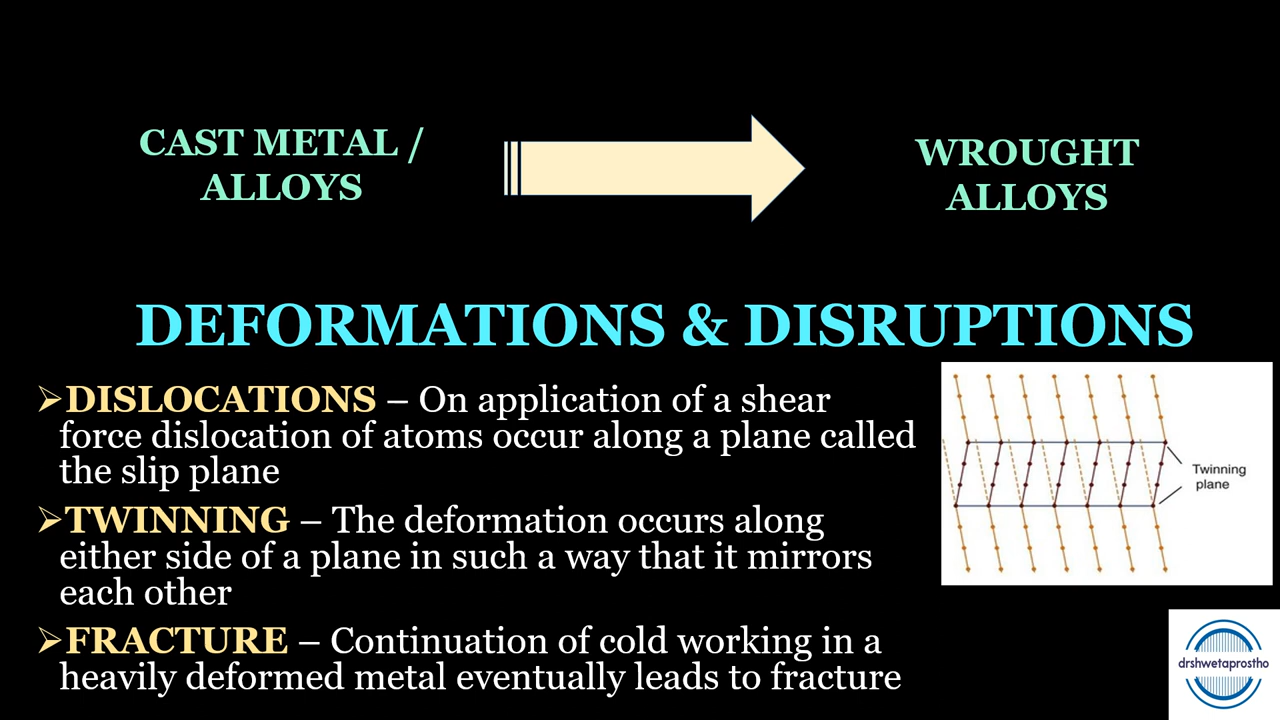 CAST METAL /
ALLOYS
WROUGHT
ALLOYS
DEFORMATIONS & DISRUPTIONS
➢DISLOCATIONS – On application of a shear
force dislocation of atoms occur along a plane called
the slip plane
➢TWINNING – The deformation occurs along
either side of a plane in such a way that it mirrors
each other
➢FRACTURE – Continuation of cold working in a
heavily deformed metal eventually leads to fracture
Twinning
plane
drshwetaprostho